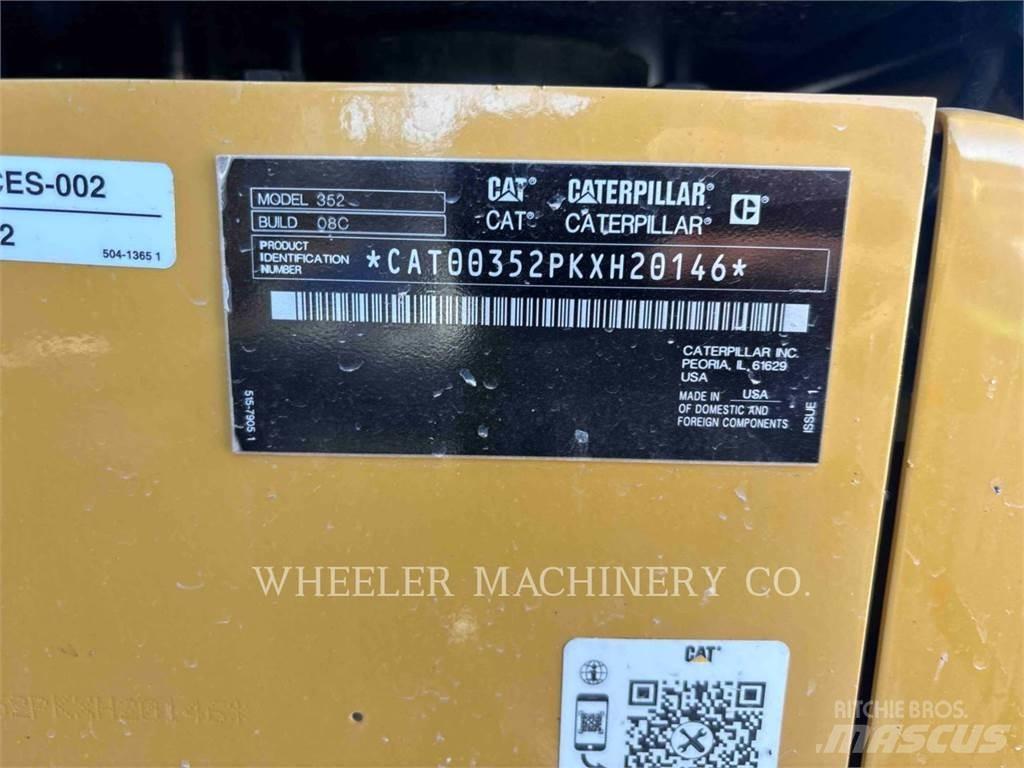 CES-002
2
504-1365 1
MODEL 352
BUILD 08C
CAT® CATERPILLAR®
CAT® CATERPILLAR®
PRODUCT
IDENTIFICATION
NUMBER
*CAT00352PKXH20146*
CATERPILLAR INC.
PEORIA, IL, 61629
USA
MADE IN USA
OF DOMESTIC AND
FOREIGN COMPONENTS
515-7905 1
ISSUE 1
WHEELER MACHINERY CO.
CAT®
52PKXH20146*
RITCHIE BROS.
MASCUS